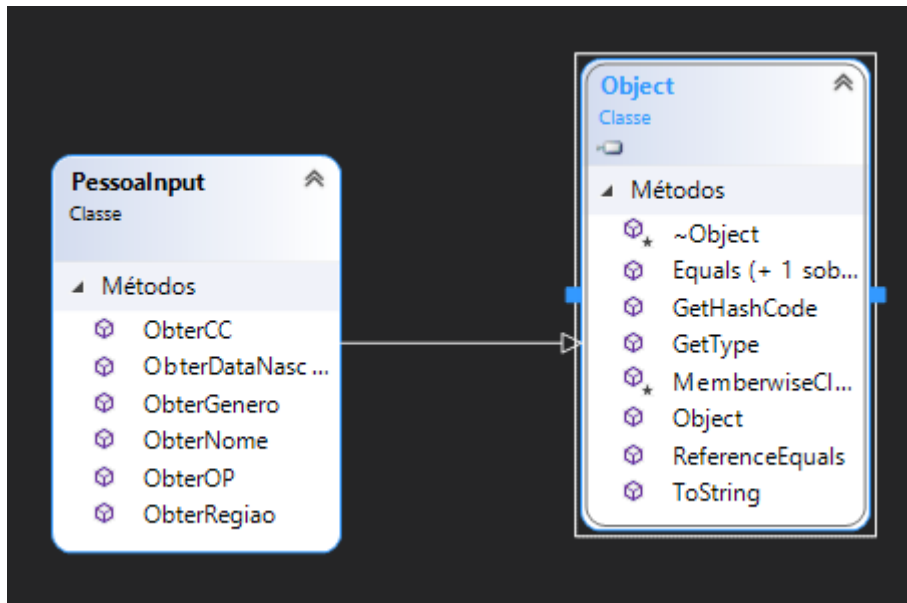 PessoaInput
Classe
Métodos
ObterCC
ObterDataNasc...
ObterGenero
ObterNome
ObterOP
ObterRegiao
Object
Classe
Métodos
~Object
Equals (+ 1 sob...
GetHashCode
GetType
MemberwiseCl...
Object
ReferenceEquals
ToString